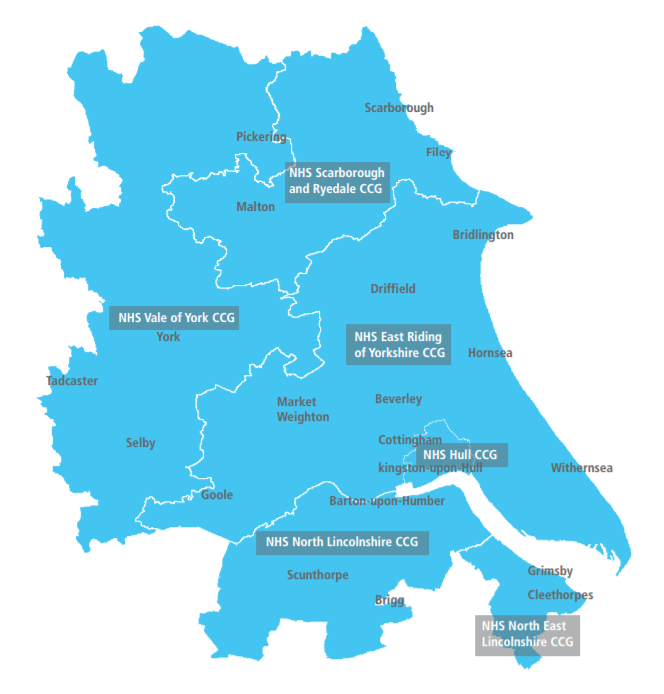 Scarborough
Pickering
Filey
NHS Scarborough
and Ryedale CCG
Malton
Bridlington
Driffield
NHS Vale of York CCG
York
NHS East Riding
of Yorkshire CCG
Hornsea
Tadcaster
Market
Weighton
Beverley
Selby
Cottingham
NHS Hull CCG
kingston-upon-Hull
Withernsea
Goole
Barton-upon-Humber
NHS North Lincolnshire CCG
Scunthorpe
Grimsby
Brigg
Cleethorpes
NHS North East
Lincolnshire CCG